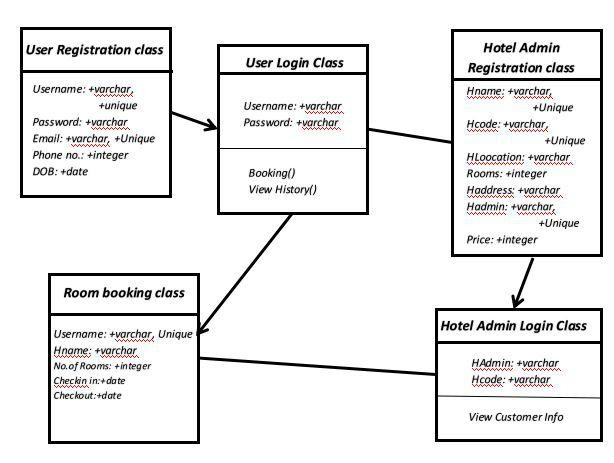 User Registration class
Username: +varchar,
+unique
Password: +varchar
Email: +varchar, +Unique
Phone no.: +integer
DOB: +date
User Login Class
Username: +varchar
Password: +varchar
Booking()
View History()
Hotel Admin
Registration class
Hname: +varchar,
+Unique
Hcode: +varchar,
+Unique
HLoocation: +varchar
Rooms: +integer
Haddress: +varchar
Hadmin: +varchar,
+Unique
Price: +integer
Room booking class
Username: +varchar, Unique
Hname: +varchar
No.of Rooms: +integer
Checkin in:+date
Checkout:+date
Hotel Admin Login Class
HAdmin: +varchar
Hcode: +varchar
View Customer Info